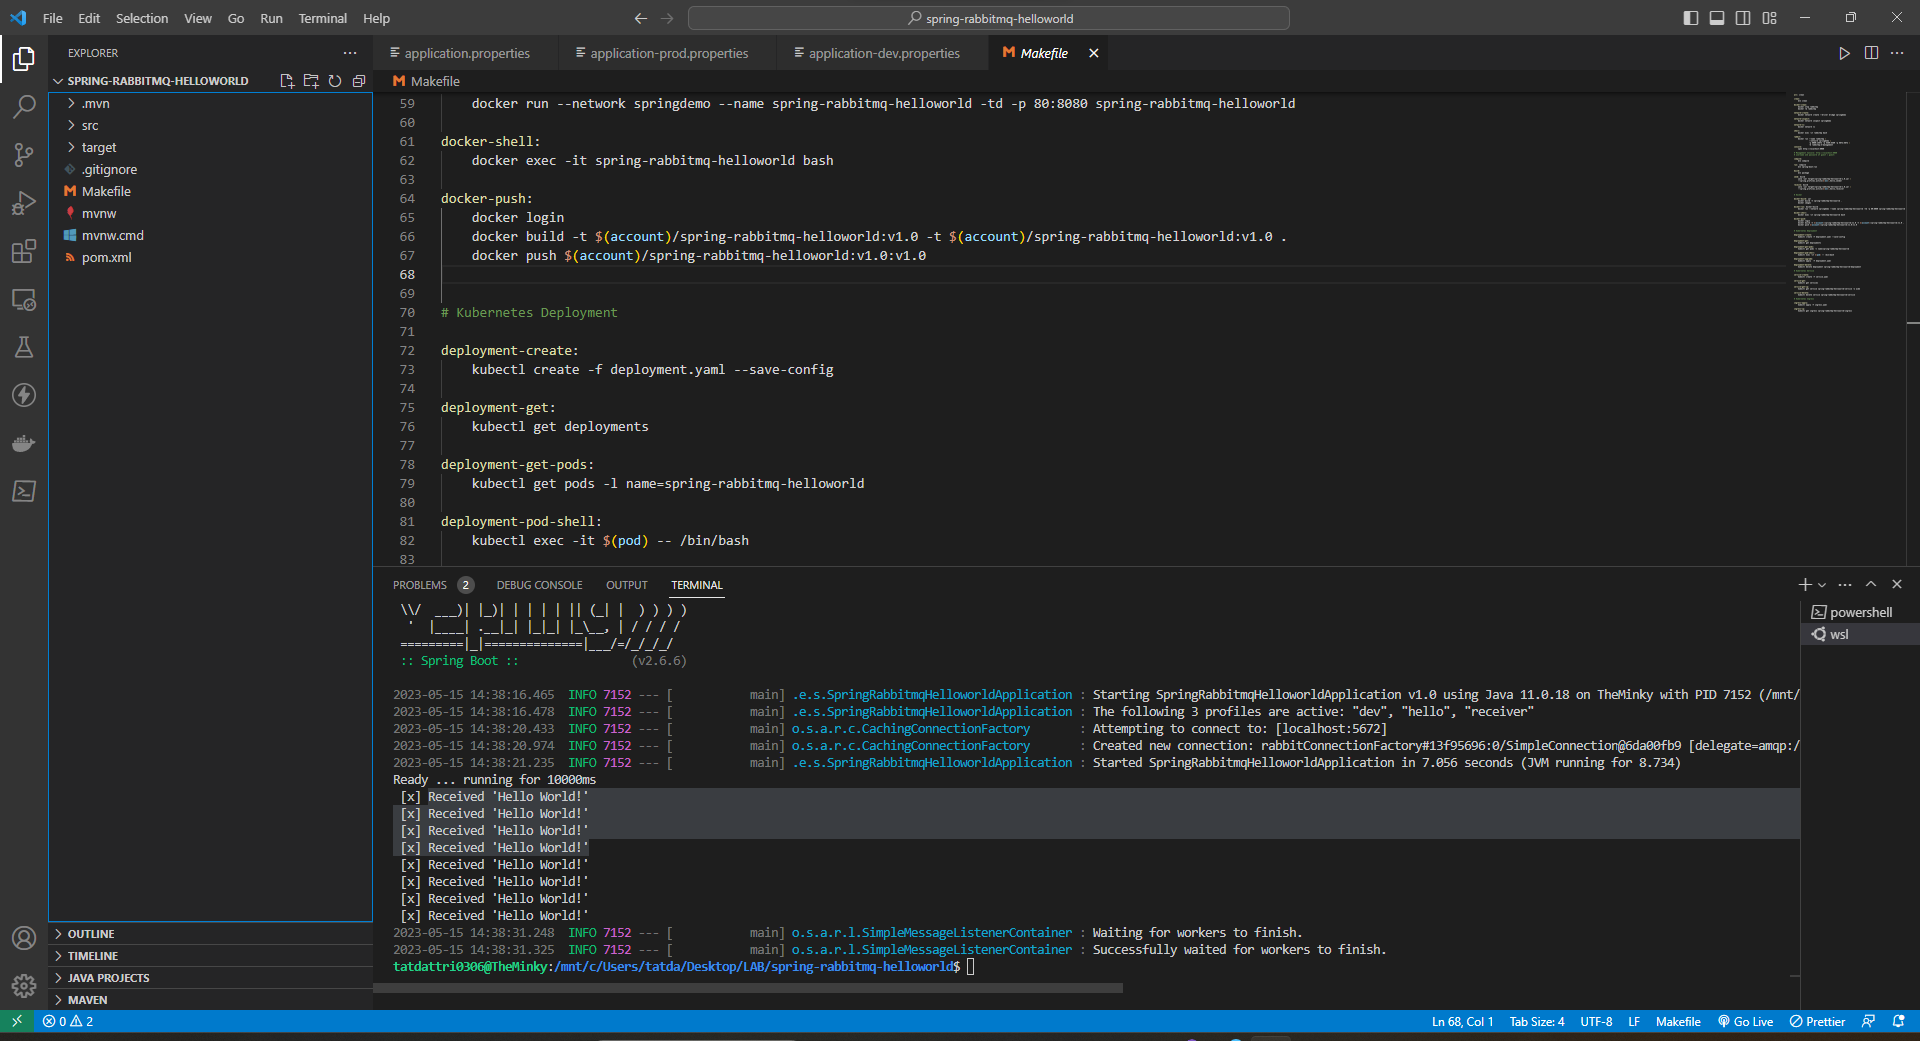 File Edit Selection View Go Run Terminal Help
spring-rabbitmq-helloworld
EXPLORER
SPRING-RABBITMQ-HELLOWORLD
.mvn
src
target
.gitignore
Makefile
mvnw
mvnw.cmd
pom.xml
OUTLINE
TIMELINE
JAVA PROJECTS
MAVEN
application.properties application-prod.properties application-dev.properties Makefile
Makefile
59 docker run --network springdemo --name spring-rabbitmq-helloworld -td -p 80:8080 spring-rabbitmq-helloworld
60
61 docker-shell:
62 docker exec -it spring-rabbitmq-helloworld bash
63
64 docker-push:
65 docker login
66 docker build -t $(account)/spring-rabbitmq-helloworld:v1.0 -t $(account)/spring-rabbitmq-helloworld:v1.0 .
67 docker push $(account)/spring-rabbitmq-helloworld:v1.0:v1.0
68
69
70 # Kubernetes Deployment
71
72 deployment-create:
73 kubectl create -f deployment.yaml --save-config
74
75 deployment-get:
76 kubectl get deployments
77
78 deployment-get-pods:
79 kubectl get pods -l name=spring-rabbitmq-helloworld
80
81 deployment-pod-shell:
82 kubectl exec -it $(pod) -- /bin/bash
83
PROBLEMS 2 DEBUG CONSOLE OUTPUT TERMINAL
powershell
wsl
\\/  ___)| |_)| | | | | || (_| |  ) ) ) )
'  |____| .__|_| |_|_| |_\__, | / / / /
=========|_|==============|___/=/_/_/_/
:: Spring Boot :: (v2.6.6)
2023-05-15 14:38:16.465 INFO 7152 --- [ main] .e.s.SpringRabbitmqHelloworldApplication : Starting SpringRabbitmqHelloworldApplication v1.0 using Java 11.0.18 on TheMinky with PID 7152 (/mnt/
2023-05-15 14:38:16.478 INFO 7152 --- [ main] .e.s.SpringRabbitmqHelloworldApplication : The following 3 profiles are active: "dev", "hello", "receiver"
2023-05-15 14:38:20.433 INFO 7152 --- [ main] o.s.a.r.c.CachingConnectionFactory : Attempting to connect to: [localhost:5672]
2023-05-15 14:38:20.974 INFO 7152 --- [ main] o.s.a.r.c.CachingConnectionFactory : Created new connection: rabbitConnectionFactory#13f95696:0/SimpleConnection@6da00fb9 [delegate=amqp:/
2023-05-15 14:38:21.235 INFO 7152 --- [ main] .e.s.SpringRabbitmqHelloworldApplication : Started SpringRabbitmqHelloworldApplication in 7.056 seconds (JVM running for 8.734)
Ready ... running for 10000ms
[x] Received 'Hello World!'
[x] Received 'Hello World!'
[x] Received 'Hello World!'
[x] Received 'Hello World!'
[x] Received 'Hello World!'
[x] Received 'Hello World!'
[x] Received 'Hello World!'
[x] Received 'Hello World!'
2023-05-15 14:38:31.248 INFO 7152 --- [ main] o.s.a.r.l.SimpleMessageListenerContainer : Waiting for workers to finish.
2023-05-15 14:38:31.325 INFO 7152 --- [ main] o.s.a.r.l.SimpleMessageListenerContainer : Successfully waited for workers to finish.
tatdattri0306@TheMinky:/mnt/c/Users/tatda/Desktop/LAB/spring-rabbitmq-helloworld$
0 2 Ln 68, Col 1 Tab Size: 4 UTF-8 LF Makefile Go Live Prettier